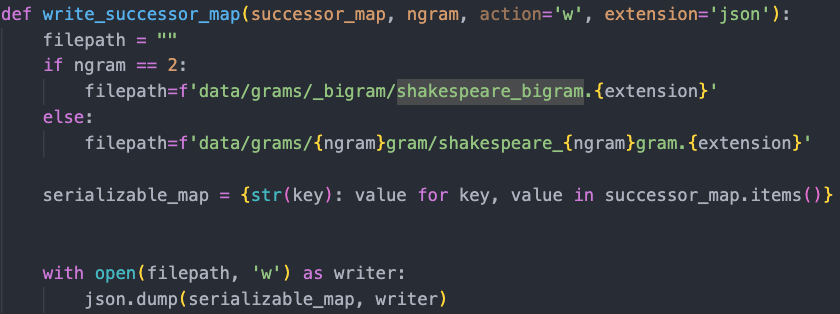 def write_successor_map(successor_map, ngram, action='w', extension='json'):
    filepath = ""
    if ngram == 2:
        filepath=f'data/grams/_bigram/shakespeare_bigram.{extension}'
    else:
        filepath=f'data/grams/{ngram}gram/shakespeare_{ngram}gram.{extension}'
    serializable_map = {str(key): value for key, value in successor_map.items()}
    with open(filepath, 'w') as writer:
        json.dump(serializable_map, writer)